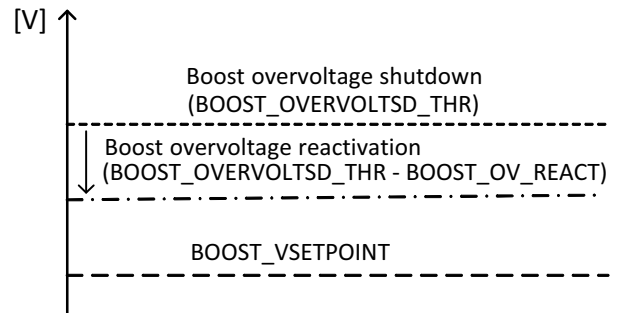 [V]
Boost overvoltage shutdown
(BOOST_OVERVOLTSD_THR)
Boost overvoltage reactivation
(BOOST_OVERVOLTSD_THR - BOOST_OV_REACT)
BOOST_VSETPOINT